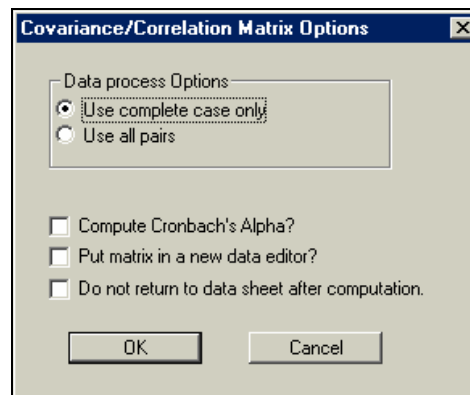 Covariance/Correlation Matrix Options
Data process Options
Use complete case only
Use all pairs
Compute Cronbach's Alpha?
Put matrix in a new data editor?
Do not return to data sheet after computation.
OK
Cancel